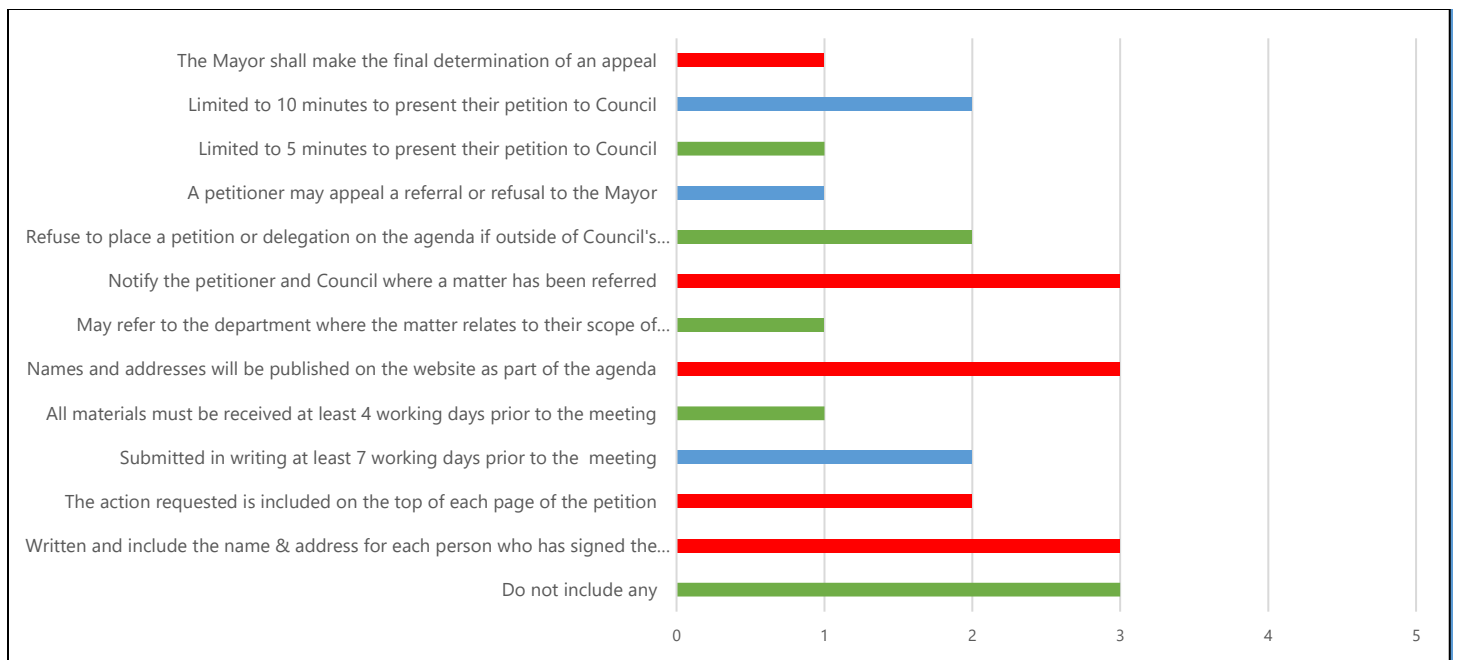 The Mayor shall make the final determination of an appeal
Limited to 10 minutes to present their petition to Council
Limited to 5 minutes to present their petition to Council
A petitioner may appeal a referral or refusal to the Mayor
Refuse to place a petition or delegation on the agenda if outside of Council's...
Notify the petitioner and Council where a matter has been referred
May refer to the department where the matter relates to their scope of...
Names and addresses will be published on the website as part of the agenda
All materials must be received at least 4 working days prior to the meeting
Submitted in writing at least 7 working days prior to the  meeting
The action requested is included on the top of each page of the petition
Written and include the name & address for each person who has signed the...
Do not include any
0 1 2 3 4 5